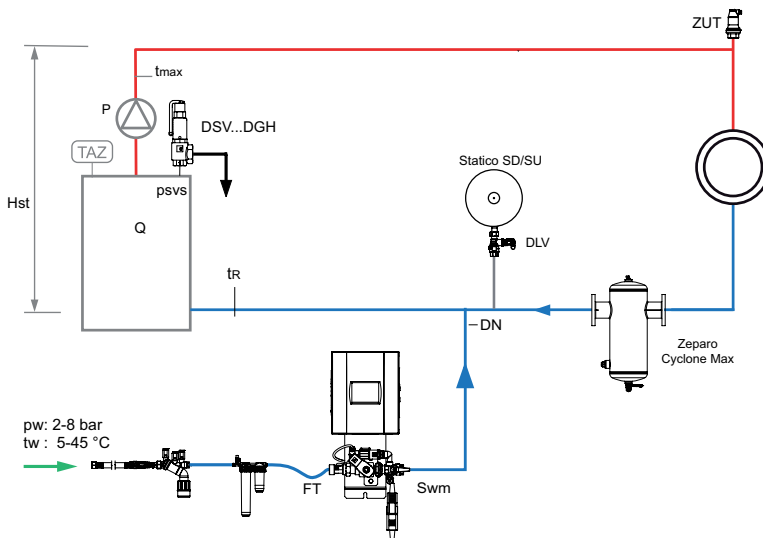 ZUT
tmax
P
DSV...DGH
TAZ
Statico SD/SU
psvs
Hst
Q
DLV
tR
DN
Zeparo
Cyclone Max
pw: 2-8 bar
tw : 5-45 °C
FT
Swm